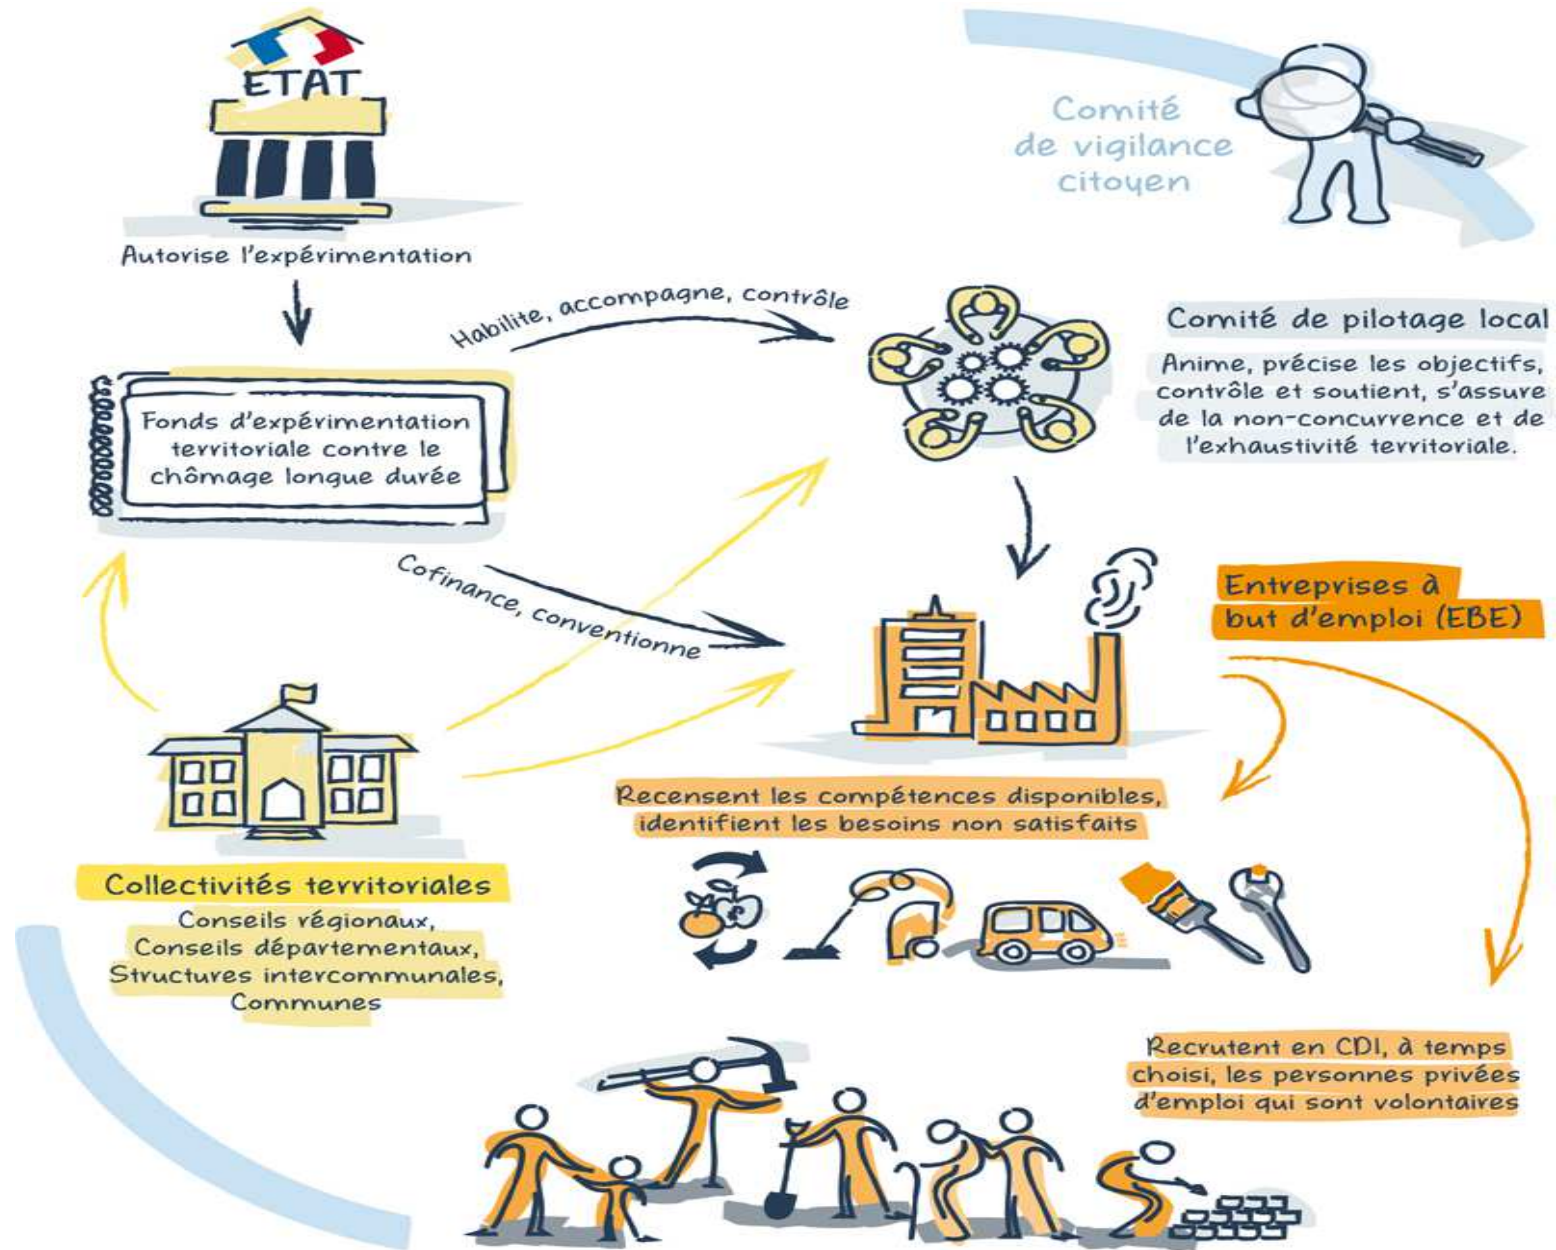 ETAT
Autorise l'expérimentation
Comité
de vigilance
citoyen
Habilite, accompagne, contrôle
Comité de pilotage local
Anime, précise les objectifs,
contrôle et soutient, s'assure
de la non-concurrence et de
l'exhaustivité territoriale.
Fonds d'expérimentation
territoriale contre le
chômage longue durée
Cofinance, conventionne
Entreprises à
but d'emploi (EBE)
Recensent les compétences disponibles,
identifient les besoins non satisfaits
Collectivités territoriales
Conseils régionaux,
Conseils départementaux,
Structures intercommunales,
Communes
Recrutent en CDI, à temps
choisi, les personnes privées
d'emploi qui sont volontaires